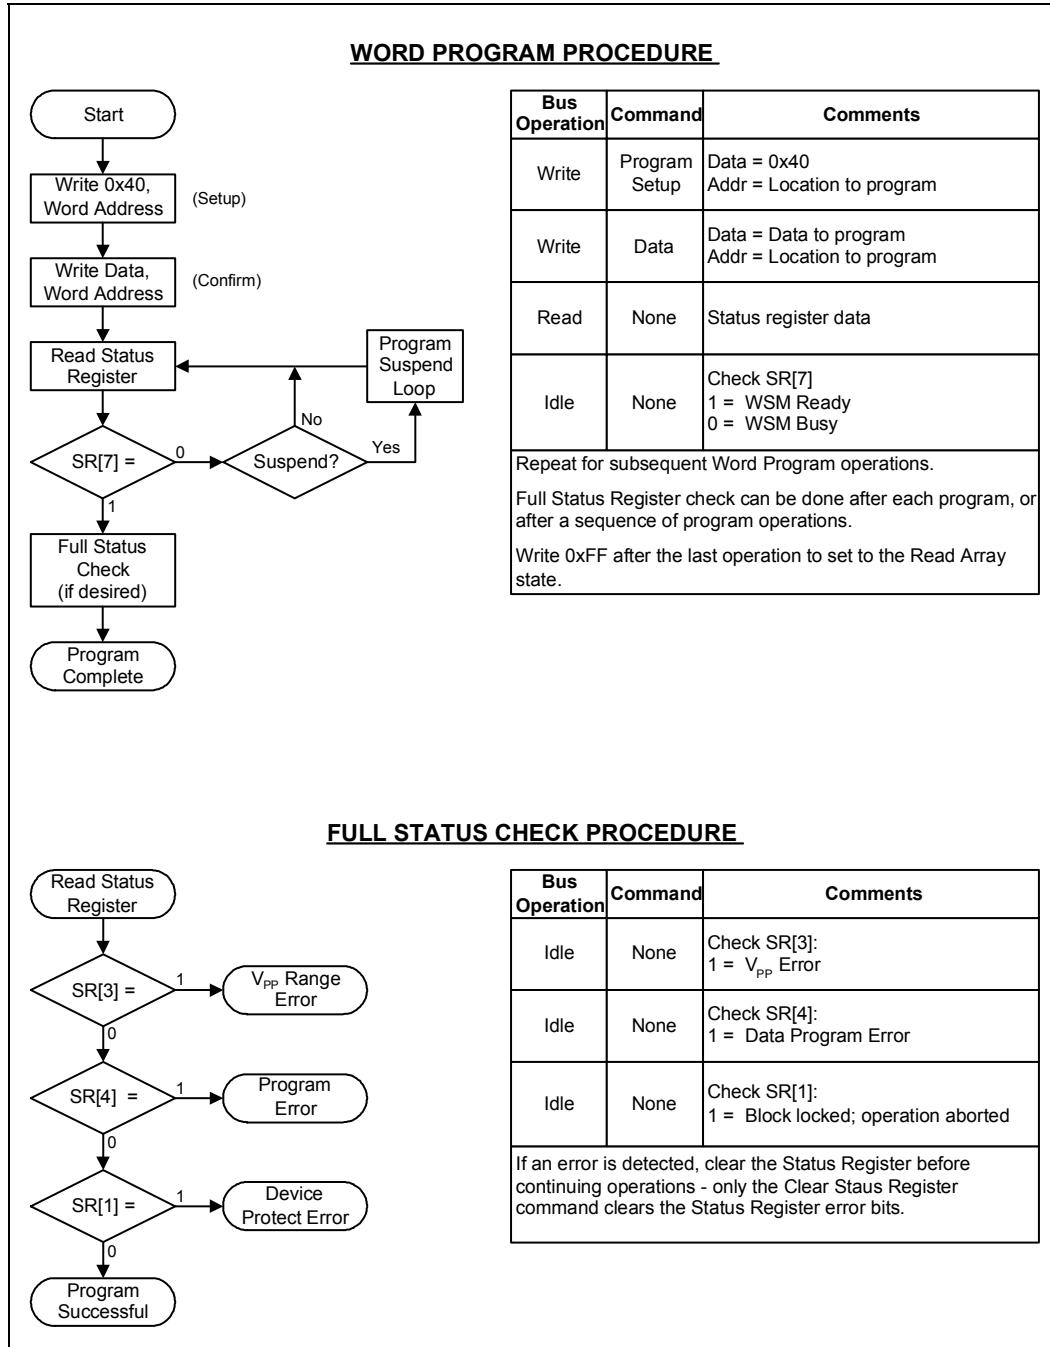 WORD PROGRAM PROCEDURE
Start
Write 0x40,
Word Address
(Setup)
Write Data,
Word Address
(Confirm)
Read Status
Register
Program
Suspend
Loop
No
SR[7] =
0
Suspend?
Yes
1
Full Status
Check
(if desired)
Program
Complete
Bus
Operation
Command
Comments
Write
Program
Setup
Data = 0x40
Addr = Location to program
Write
Data
Data = Data to program
Addr = Location to program
Read
None
Status register data
Idle
None
Check SR[7]
1 = WSM Ready
0 = WSM Busy
Repeat for subsequent Word Program operations.
Full Status Register check can be done after each program, or
after a sequence of program operations.
Write 0xFF after the last operation to set to the Read Array
state.
FULL STATUS CHECK PROCEDURE
Read Status
Register
SR[3] =
1
VPP Range
Error
0
SR[4] =
1
Program
Error
0
SR[1] =
1
Device
Protect Error
0
Program
Successful
Bus
Operation
Command
Comments
Idle
None
Check SR[3]:
1 = VPP Error
Idle
None
Check SR[4]:
1 = Data Program Error
Idle
None
Check SR[1]:
1 = Block locked; operation aborted
If an error is detected, clear the Status Register before
continuing operations - only the Clear Staus Register
command clears the Status Register error bits.